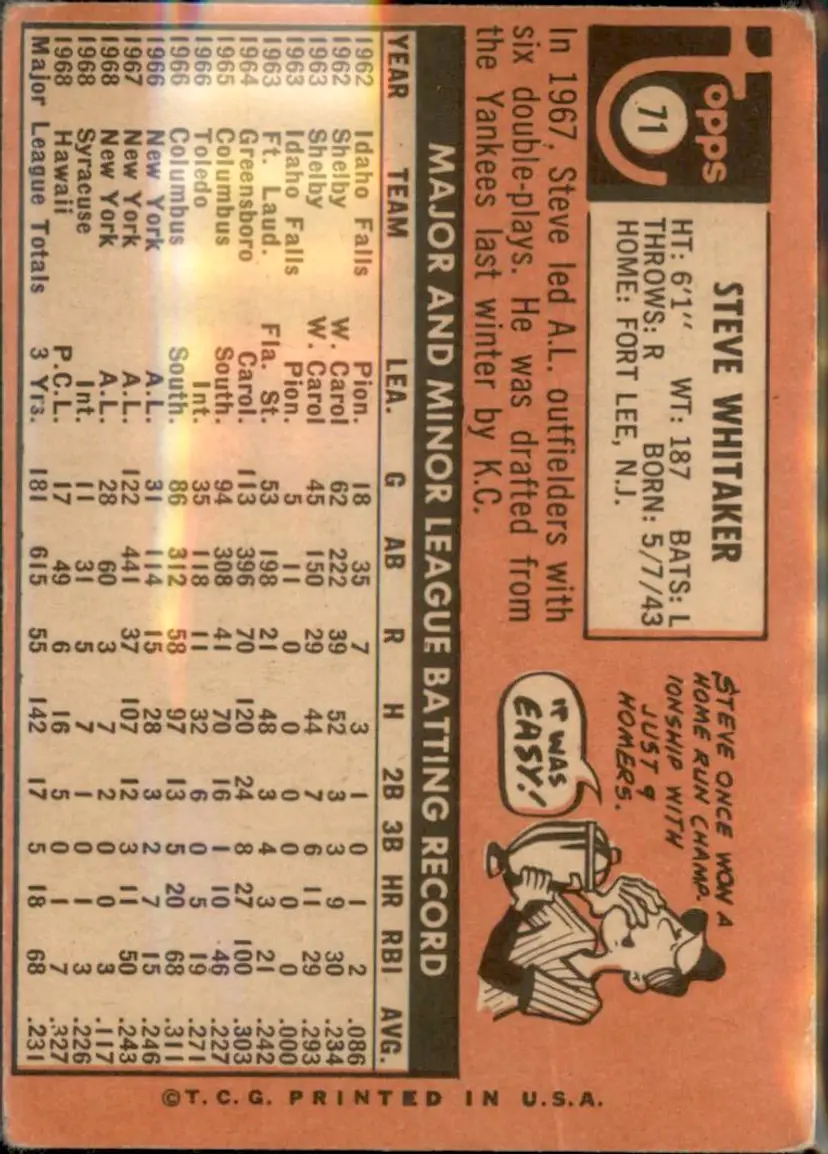 Topps
71
STEVE WHITAKER
HT: 6'1" WT: 187 BATS: L
THROWS: R BORN: 5/7/43
HOME: FORT LEE, N.J.
In 1967, Steve led A.L. outfielders with
six double-plays. He was drafted from
the Yankees last winter by K.C.
STEVE ONCE WON A
HOME RUN CHAMP-
IONSHIP WITH
JUST 9
HOMERS.
IT WAS
EASY!
MAJOR AND MINOR LEAGUE BATTING RECORD
YEAR TEAM LEA. G AB R H 2B 3B HR RBI AVG.
1962 Idaho Falls Pion. 18 35 7 3 1 0 1 2 .086
1962 Shelby W. Carol 62 222 39 52 3 3 9 30 .234
1963 Shelby W. Carol 45 150 29 44 7 6 11 29 .293
1963 Idaho Falls Pion. 5 11 0 0 0 0 0 0 .000
1963 Ft. Laud. Fla. St. 53 198 21 48 3 4 3 21 .242
1964 Greensboro Carol. 113 396 70 120 24 8 27 100 .303
1965 Columbus South. 94 308 41 70 16 1 10 46 .227
1966 Toledo Int. 35 118 11 32 6 0 5 19 .271
1966 Columbus South. 86 312 58 97 13 5 20 68 .311
1966 New York A.L. 31 114 15 28 3 2 7 15 .246
1967 New York A.L. 122 441 37 107 12 3 11 50 .243
1968 New York A.L. 28 60 3 7 2 0 0 3 .117
1968 Syracuse Int. 11 31 5 7 1 0 1 3 .226
1968 Hawaii P.C.L. 17 49 6 16 5 0 1 7 .327
Major League Totals 3 Yrs. 181 615 55 142 17 5 18 68 .231
©T.C.G. PRINTED IN U.S.A.